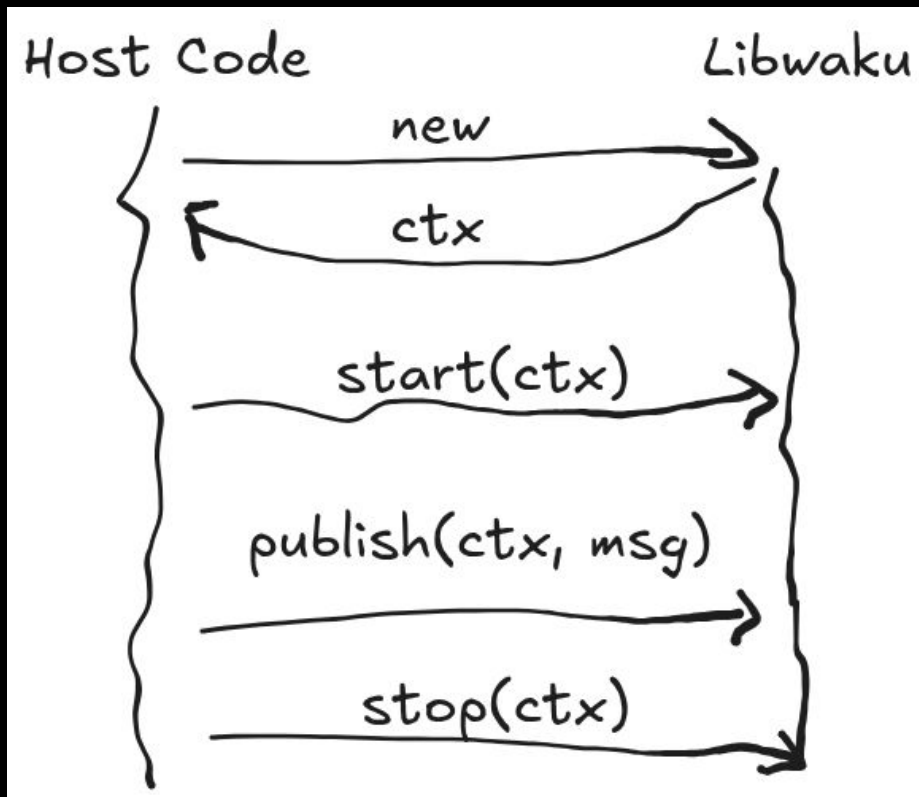 Host Code Libwaku
new
ctx
start(ctx)
publish(ctx, msg)
stop(ctx)